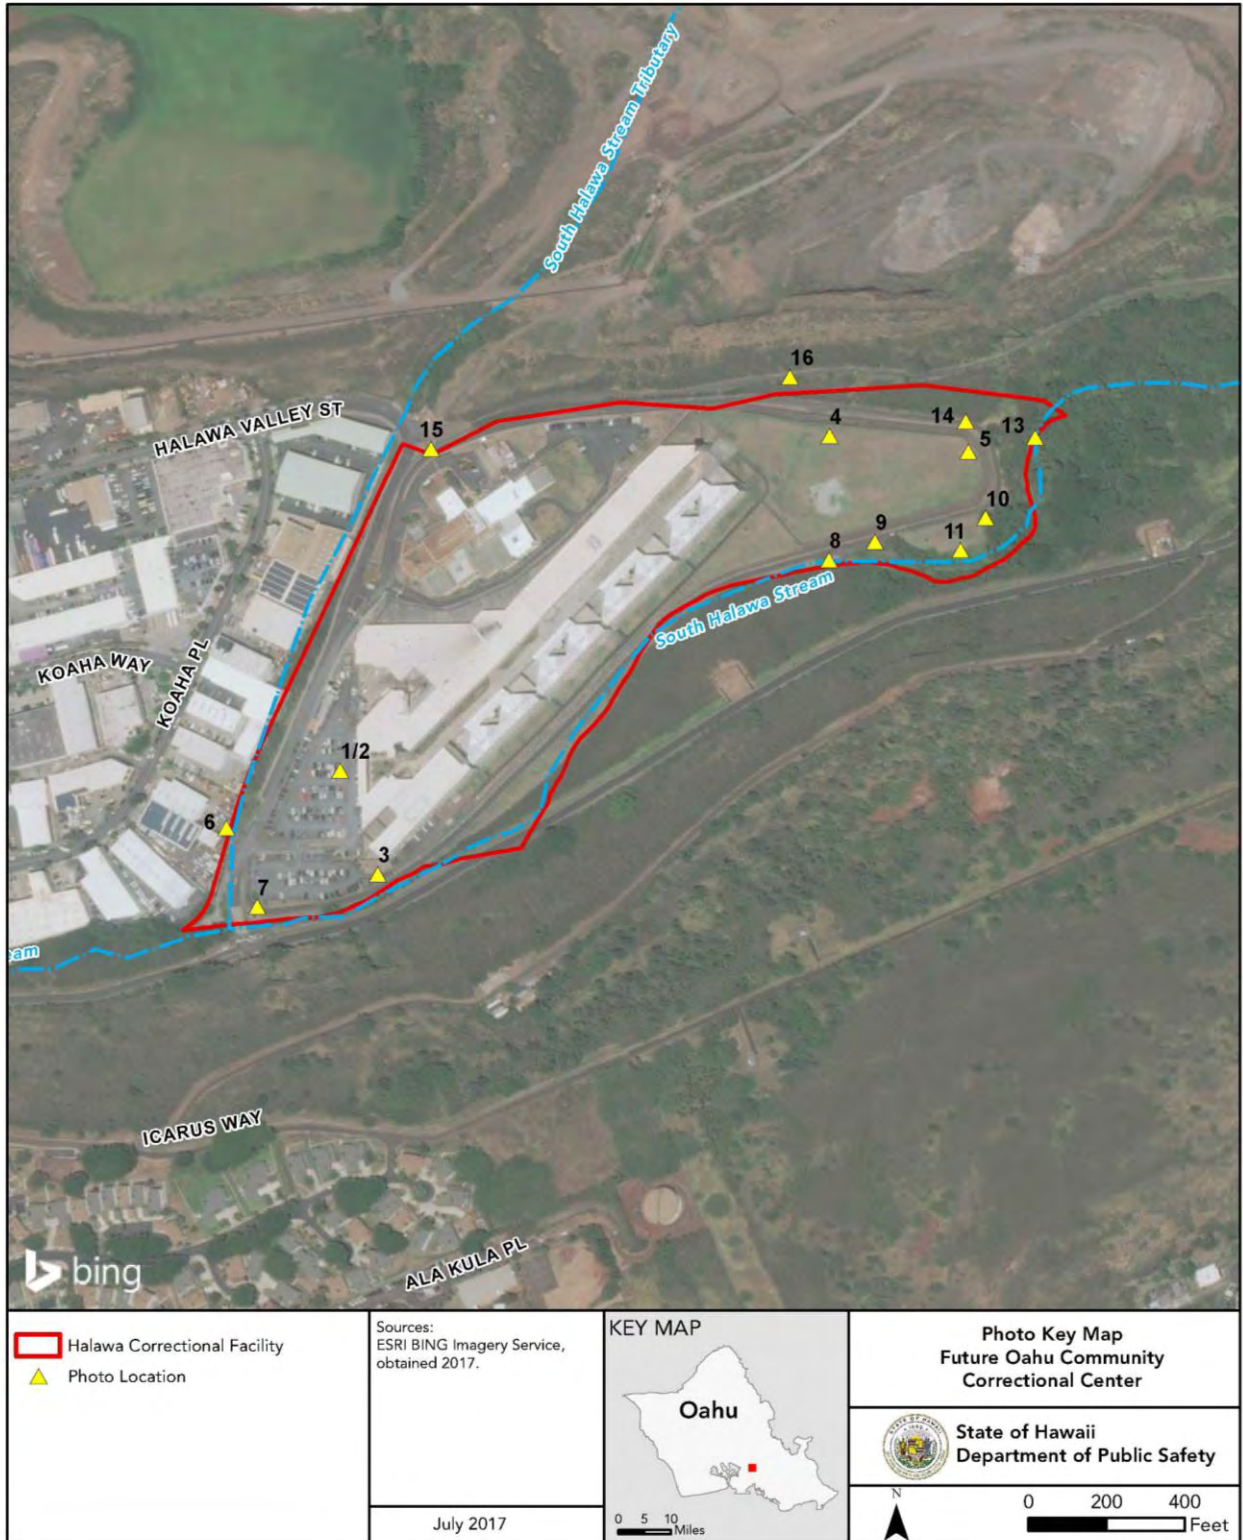 South Halawa Stream Tributary
16
HALAWA VALLEY ST
15
4
14
5
13
10
9
11
8
South Halawa Stream
KOAHA WAY
KOAHA PL
1/2
6
3
7
eam
ICARUS WAY
ALA KULA PL
bing
Halawa Correctional Facility
Photo Location
Sources:
ESRI BING Imagery Service,
obtained 2017.
July 2017
KEY MAP
Oahu
0 5 10
Miles
Photo Key Map
Future Oahu Community
Correctional Center
State of Hawaii
Department of Public Safety
N
0 200 400
Feet